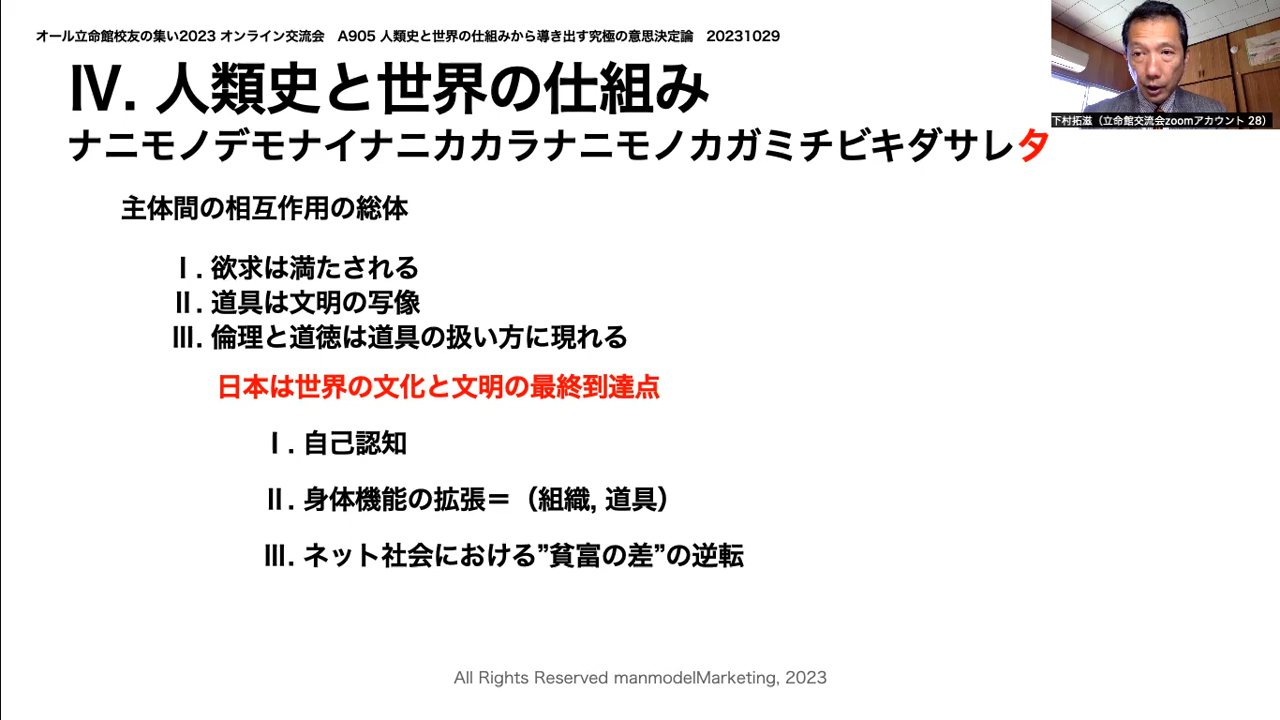 オール立命館校友の集い2023 オンライン交流会　A905 人類史と世界の仕組みから導き出す究極の意思決定論　20231029
Ⅳ. 人類史と世界の仕組み
ナニモノデモナイナニカカラナニモノカガミチビキダサレタ
下村拓滋（立命館交流会zoomアカウント 28）
主体間の相互作用の総体
Ⅰ. 欲求は満たされる
Ⅱ. 道具は文明の写像
Ⅲ. 倫理と道徳は道具の扱い方に現れる
日本は世界の文化と文明の最終到達点
Ⅰ. 自己認知
Ⅱ. 身体機能の拡張＝（組織, 道具）
Ⅲ. ネット社会における”貧富の差”の逆転
All Rights Reserved manmodelMarketing, 2023